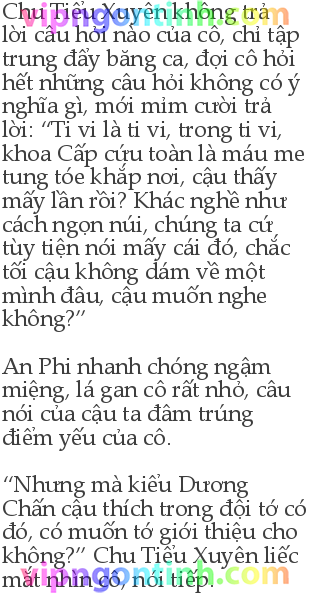 Chu Tiểu Xuyên không trả
lời câu hỏi nào của cô, chỉ tập
trung đẩy băng ca, đợi cô hỏi
hết những câu hỏi không có ý
nghĩa gì, mới mỉm cười trả
lời: “Ti vi là ti vi, trong ti vi,
khoa Cấp cứu toàn là máu me
tung tóe khắp nơi, cậu thấy
mấy lần rồi? Khác nghề như
cách ngọn núi, chúng ta cứ
tùy tiện nói mấy cái đó, chắc
tối cậu không dám về một
mình đâu, cậu muốn nghe
không?”
An Phi nhanh chóng ngậm
miệng, lá gan cô rất nhỏ, câu
nói của cậu ta đâm trúng
điểm yếu của cô.
“Nhưng mà kiểu Dương
Chấn cậu thích trong đội tớ có
đó, có muốn tớ giới thiệu cho
không?” Chu Tiểu Xuyên liếc
mắt nhìn cô, nói tiếp.
vipngontinh.com
vipngontinh.com
vipngontinh.com
vipngontinh.com